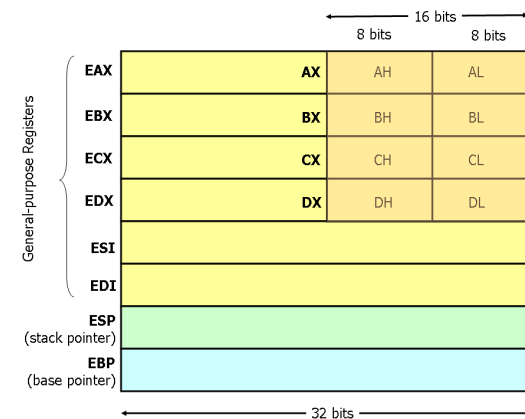 16 bits
8 bits 8 bits
General-purpose Registers
EAX AX AH AL
EBX BX BH BL
ECX CX CH CL
EDX DX DH DL
ESI
EDI
ESP
(stack pointer)
EBP
(base pointer)
32 bits